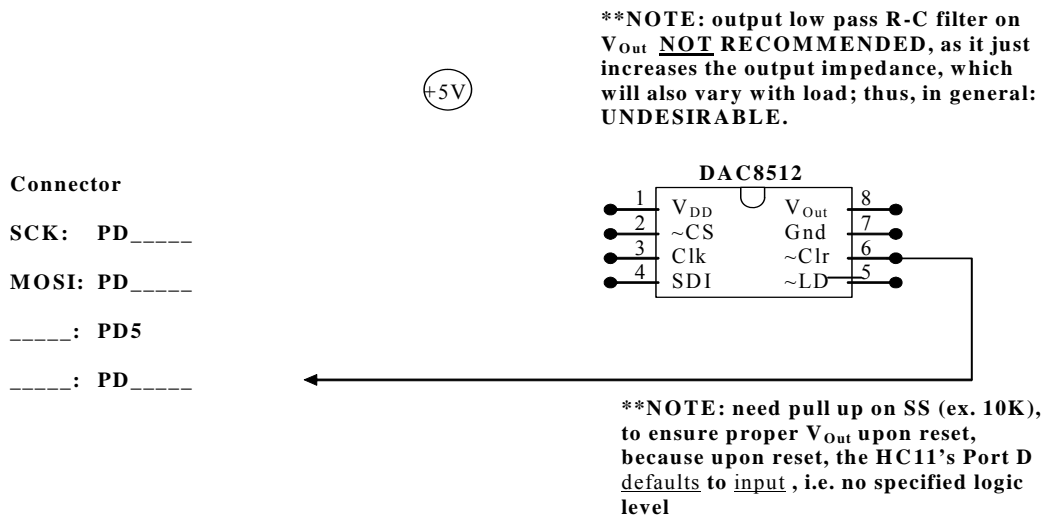 **NOTE: output low pass R-C filter on
VOut NOT RECOMMENDED, as it just
increases the output impedance, which
will also vary with load; thus, in general:
UNDESIRABLE.
+5V
Connector
SCK: PD_____
MOSI: PD_____
_____: PD5
_____: PD_____
DAC8512
1 VDD VOut 8
2 ~CS Gnd 7
3 Clk ~Clr 6
4 SDI ~LD 5
**NOTE: need pull up on SS (ex. 10K),
to ensure proper VOut upon reset,
because upon reset, the HC11's Port D
defaults to input , i.e. no specified logic
level